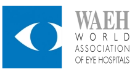 WAEH
WORLD
ASSOCIATION
OF EYE HOSPITALS